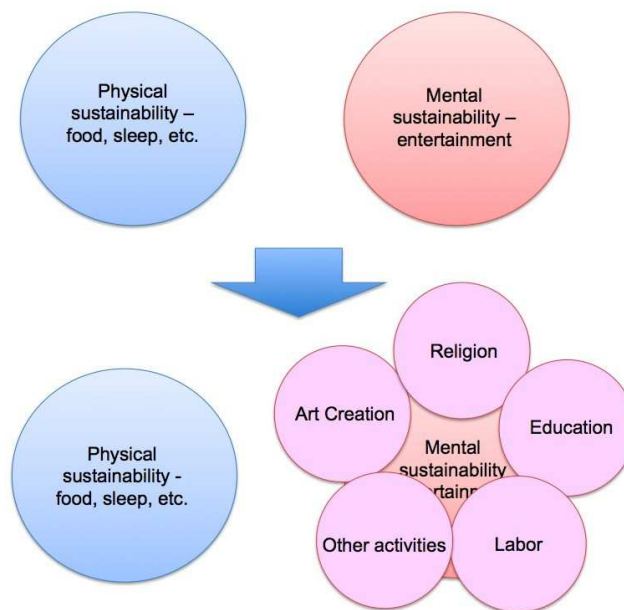 Physical
sustainability –
food, sleep, etc.
Mental
sustainability –
entertainment
Religion
Art Creation
Education
Physical
sustainability -
food, sleep, etc.
Mental
sustainability
Other activities
Labor